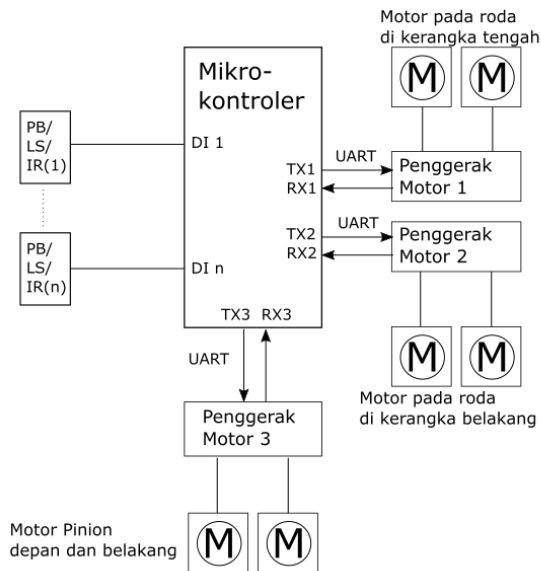 Motor pada roda
di kerangka tengah
M
M
Mikro-
kontroler
PB/
LS/
IR(1)
DI 1
TX1
RX1
UART
Penggerak
Motor 1
TX2
RX2
UART
Penggerak
Motor 2
PB/
LS/
IR(n)
DI n
TX3 RX3
UART
M
M
Motor pada roda
di kerangka belakang
Penggerak
Motor 3
Motor Pinion
depan dan belakang
M
M